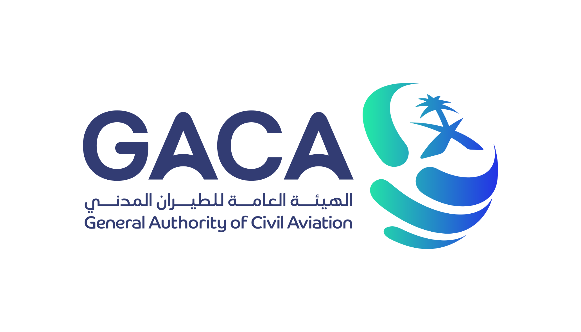 GACA
الهيئة العامة للطيران المدني
General Authority of Civil Aviation